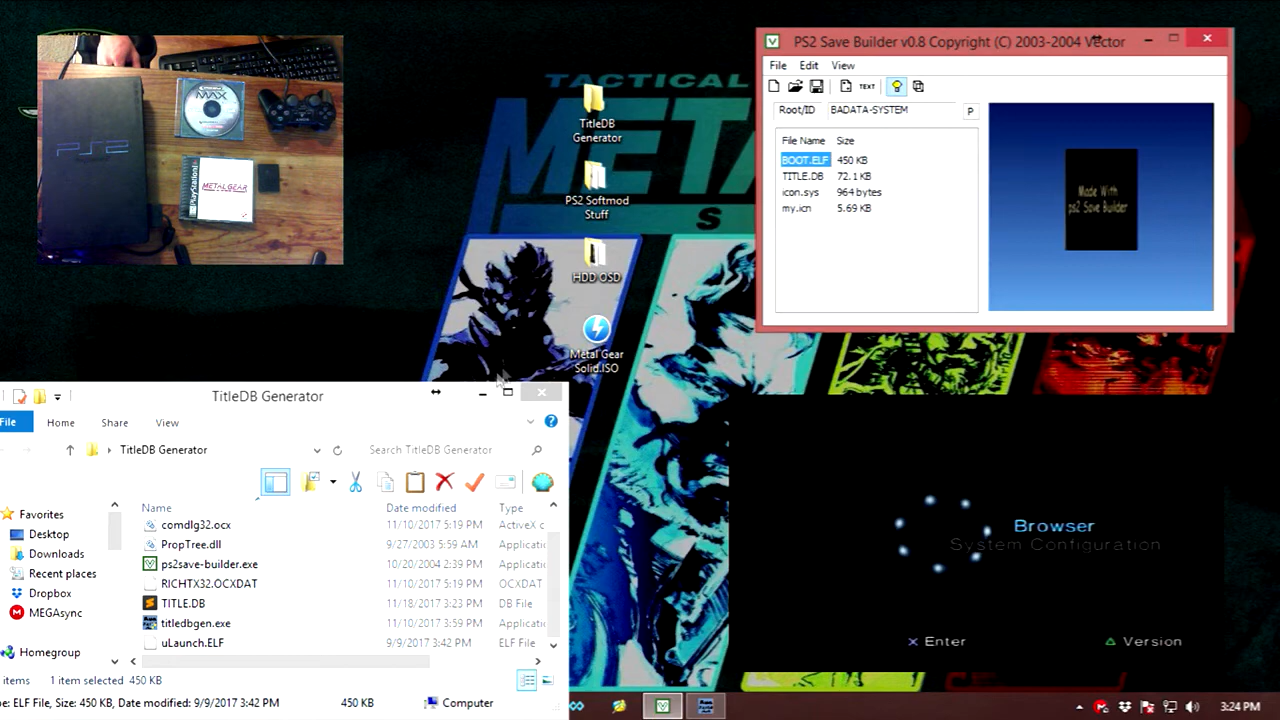 PS2
MAX
PlayStation
METAL GEAR
TACTICAL
META
S
TitleDB
Generator
PS2 Softmod
Stuff
HDD OSD
Metal Gear
Solid.ISO
PS2 Save Builder v0.8 Copyright (C) 2003-2004 Vector
File Edit View
TEXT
Root/ID BADATA-SYSTEM P
File Name Size
BOOT.ELF 450 KB
TITLE.DB 72.1 KB
icon.sys 964 bytes
my.icn 5.69 KB
Made With
ps2 Save Builder
TitleDB Generator
File Home Share View
TitleDB Generator Search TitleDB Generator
Favorites
Desktop
Downloads
Recent places
Dropbox
MEGAsync
Homegroup
Name Date modified Type
comdlg32.ocx 11/10/2017 5:19 PM ActiveX c
PropTree.dll 9/27/2003 5:59 AM Applicatic
ps2save-builder.exe 10/20/2004 2:39 PM Applicatic
RICHTX32.OCXDAT 11/10/2017 5:19 PM OCXDAT
TITLE.DB 11/18/2017 3:23 PM DB File
titledbgen.exe 11/10/2017 3:59 PM Applicatic
uLaunch.ELF 9/9/2017 3:42 PM ELF File
items 1 item selected 450 KB
e: ELF File, Size: 450 KB, Date modified: 9/9/2017 3:42 PM 450 KB Computer
Browser
System Configuration
Enter Version
3:24 PM